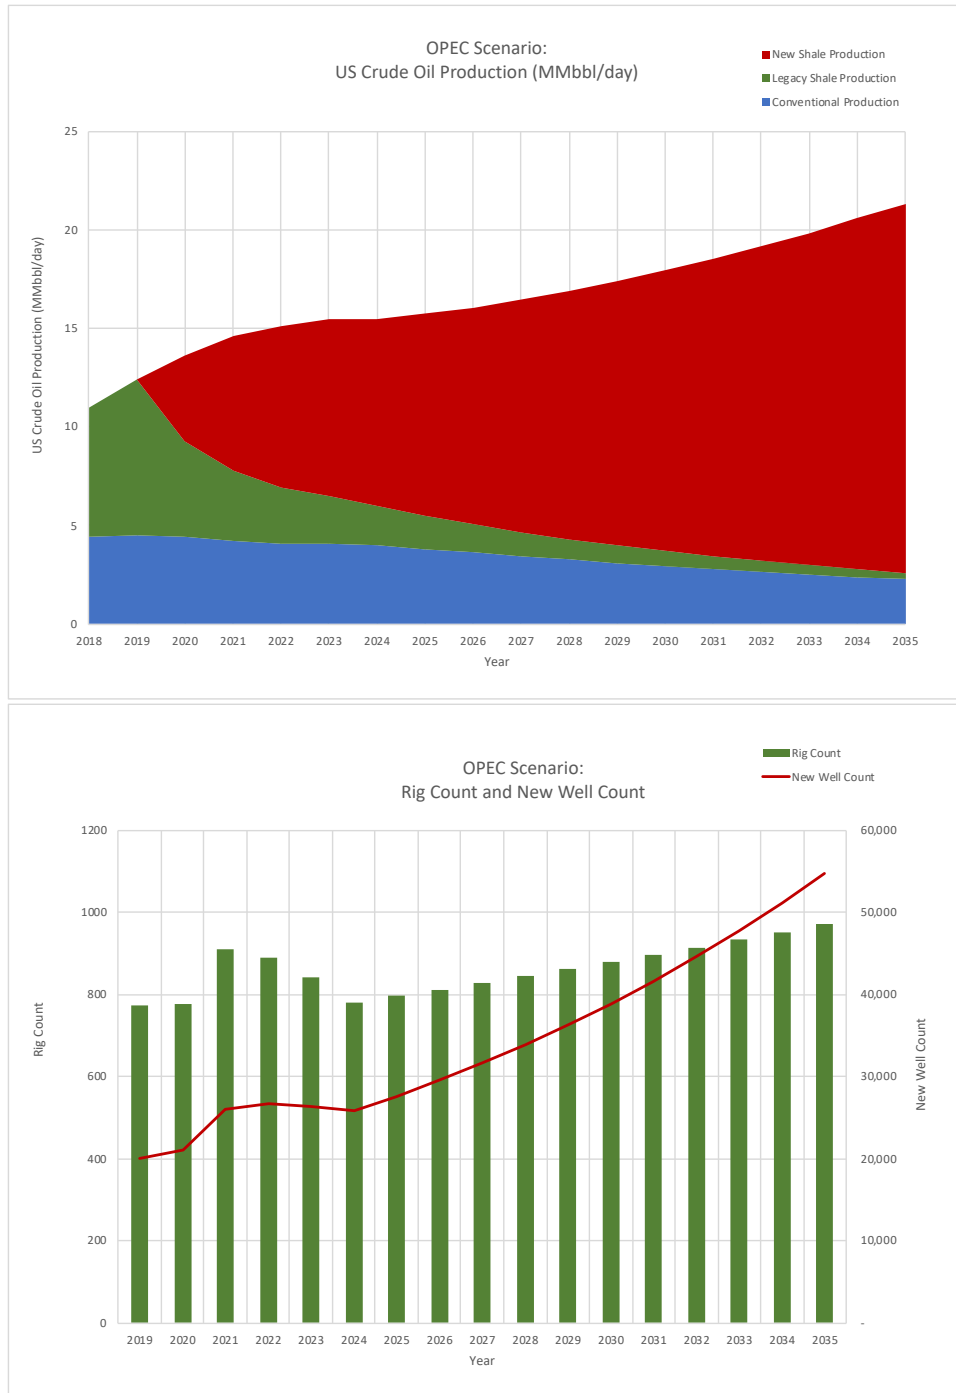 OPEC Scenario:
US Crude Oil Production (MMbbl/day)
New Shale Production
Legacy Shale Production
Conventional Production
25
20
15
10
5
0
US Crude Oil Production (MMbbl/day)
2018 2019 2020 2021 2022 2023 2024 2025 2026 2027 2028 2029 2030 2031 2032 2033 2034 2035
Year
OPEC Scenario:
Rig Count and New Well Count
Rig Count
New Well Count
1200
1000
800
600
400
200
0
Rig Count
60,000
50,000
40,000
30,000
20,000
10,000
-
New Well Count
2019 2020 2021 2022 2023 2024 2025 2026 2027 2028 2029 2030 2031 2032 2033 2034 2035
Year